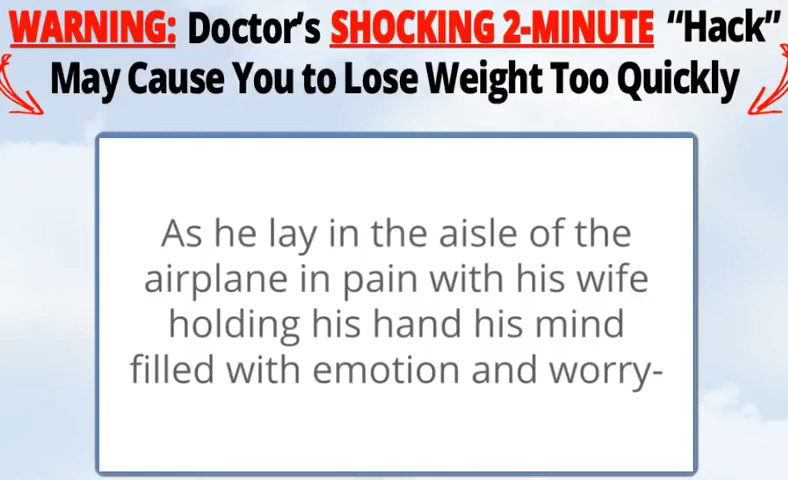 WARNING: Doctor's SHOCKING 2-MINUTE “Hack”
May Cause You to Lose Weight Too Quickly
As he lay in the aisle of the
airplane in pain with his wife
holding his hand his mind
filled with emotion and worry-